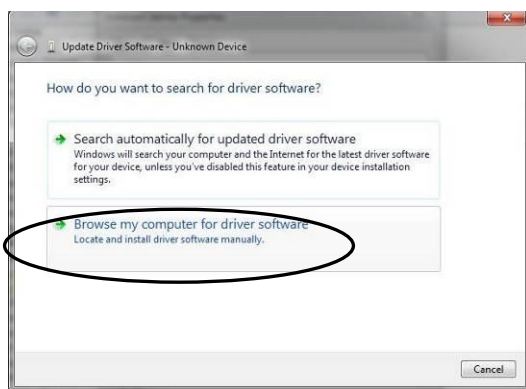 Update Driver Software - Unknown Device
How do you want to search for driver software?
Search automatically for updated driver software
Windows will search your computer and the Internet for the latest driver software
for your device, unless you've disabled this feature in your device installation
settings.
Browse my computer for driver software
Locate and install driver software manually.
Cancel